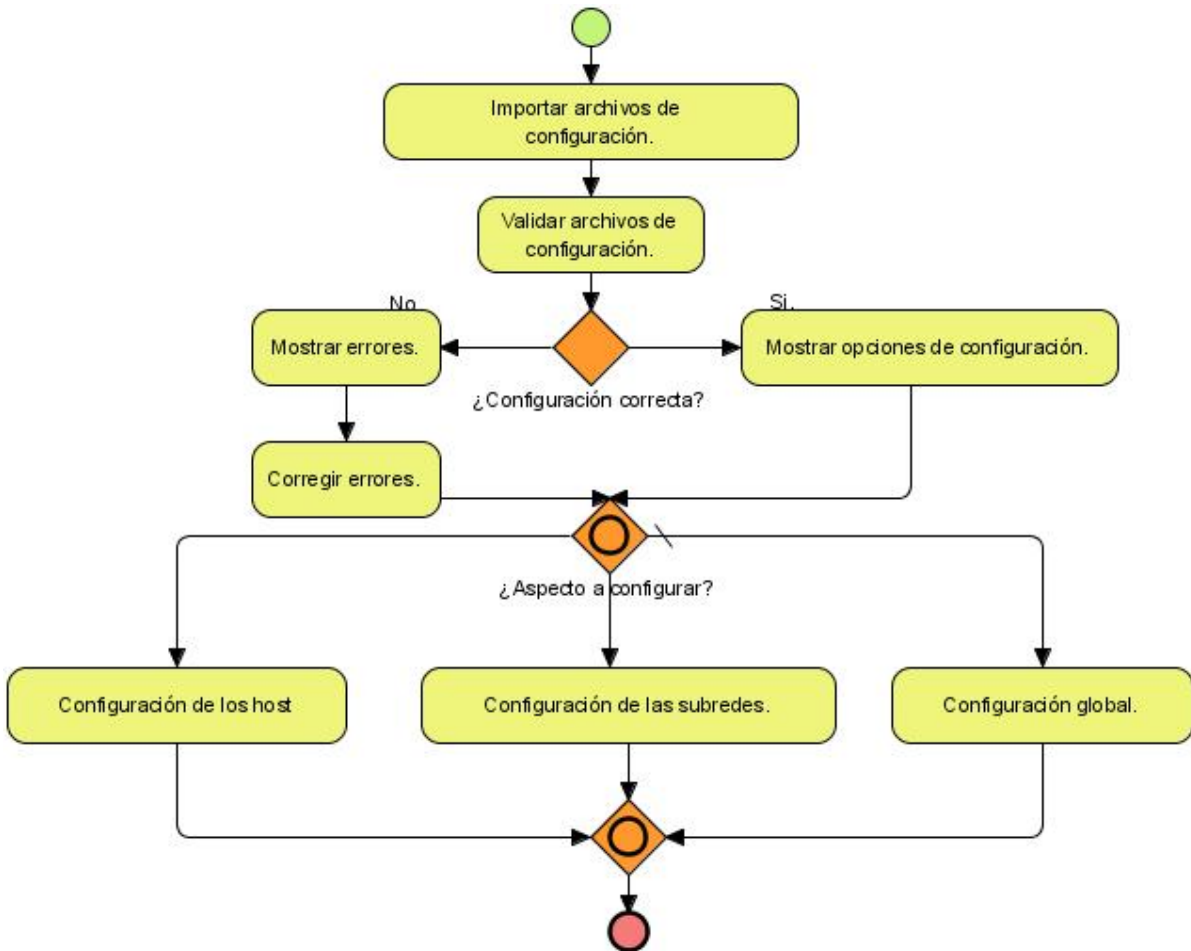 Importar archivos de
configuración.
Validar archivos de
configuración.
No
Si.
Mostrar errores.
Mostrar opciones de configuración.
¿Configuración correcta?
Corregir errores.
¿Aspecto a configurar?
Configuración de los host
Configuración de las subredes.
Configuración global.